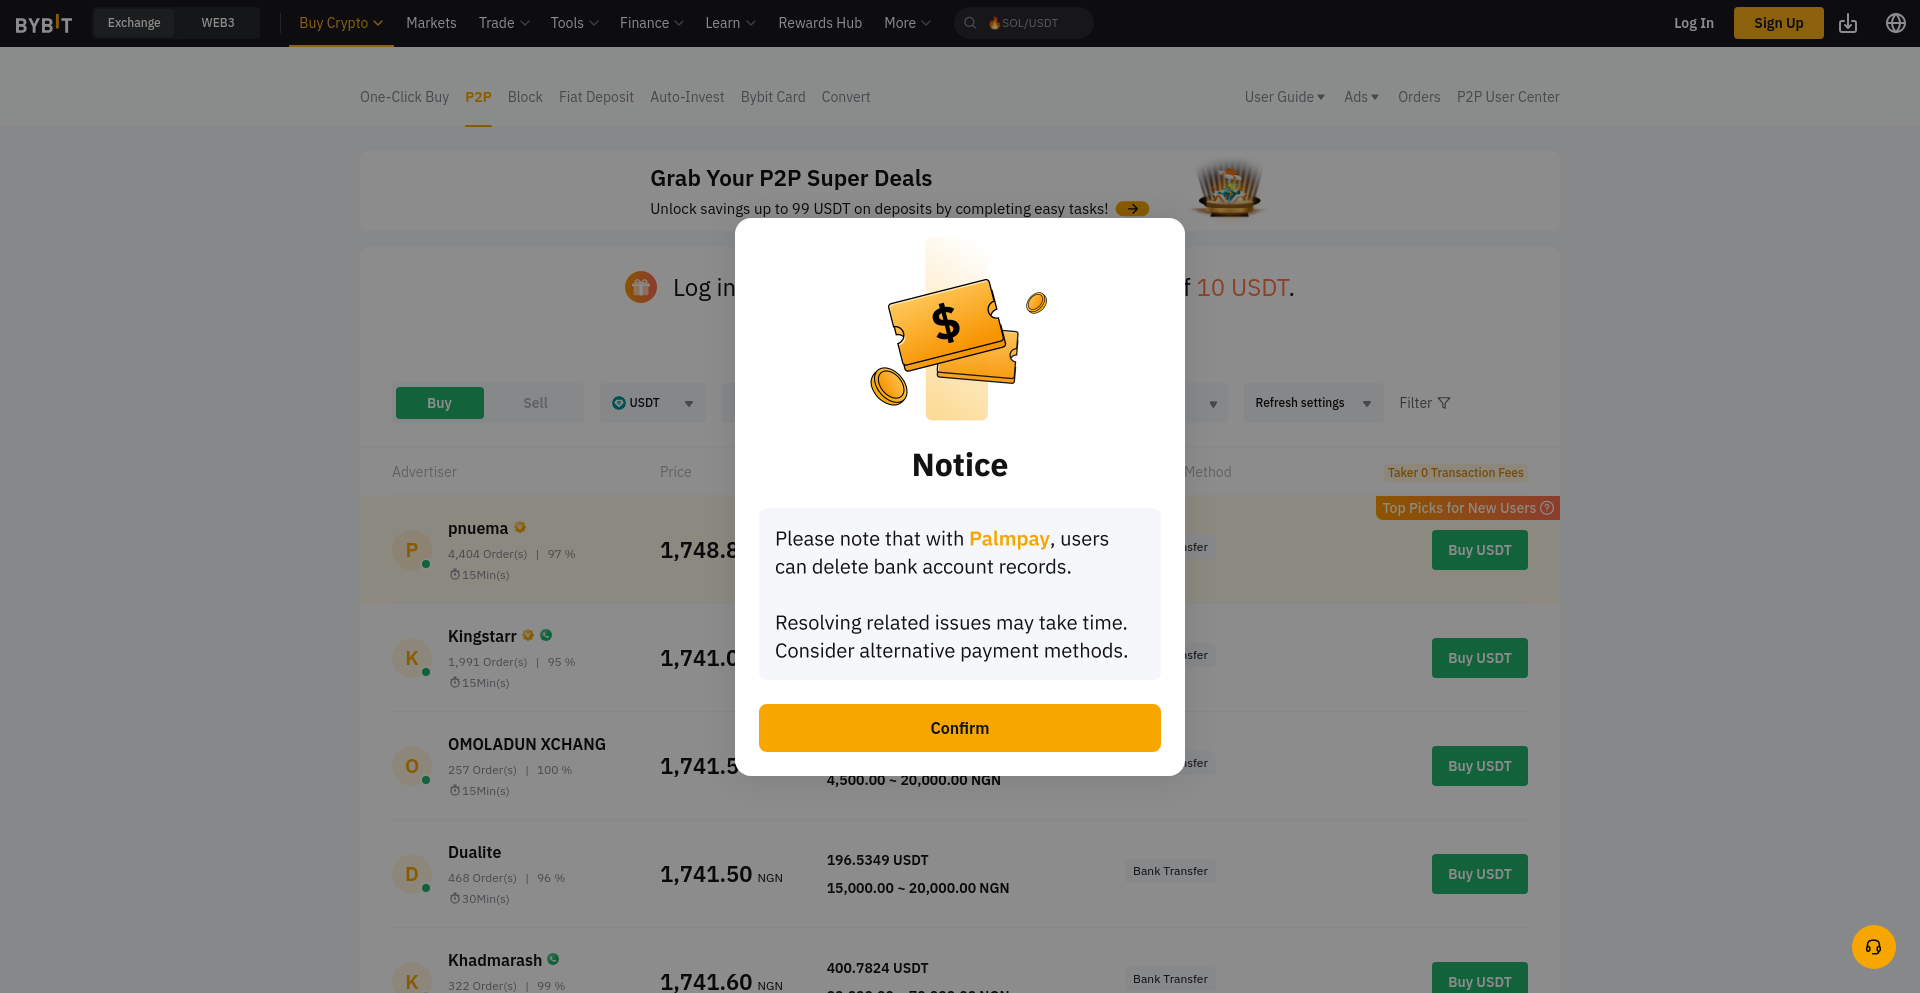 BYBIT Exchange WEB3 Buy Crypto Markets Trade Tools Finance Learn Rewards Hub More SOL/USDT Log In Sign Up
One-Click Buy P2P Block Fiat Deposit Auto-Invest Bybit Card Convert User Guide Ads Orders P2P User Center
Grab Your P2P Super Deals
Unlock savings up to 99 USDT on deposits by completing easy tasks!
Log in
10 USDT.
Buy Sell USDT Refresh settings Filter
Advertiser Price Method Taker 0 Transaction Fees
Top Picks for New Users
P pnuema
4,404 Order(s) | 97 %
15Min(s)
1,748.8
Buy USDT
K Kingstarr
1,991 Order(s) | 95 %
15Min(s)
1,741.0
Buy USDT
O OMOLADUN XCHANG
257 Order(s) | 100 %
15Min(s)
1,741.5
4,500.00 ~ 20,000.00 NGN
Buy USDT
D Dualite
468 Order(s) | 96 %
30Min(s)
1,741.50 NGN
196.5349 USDT
15,000.00 ~ 20,000.00 NGN
Bank Transfer
Buy USDT
K Khadmarash
322 Order(s) | 99 %
1,741.60 NGN
400.7824 USDT
Bank Transfer
Buy USDT
$
Notice
Please note that with Palmpay, users
can delete bank account records.
Resolving related issues may take time.
Consider alternative payment methods.
Confirm